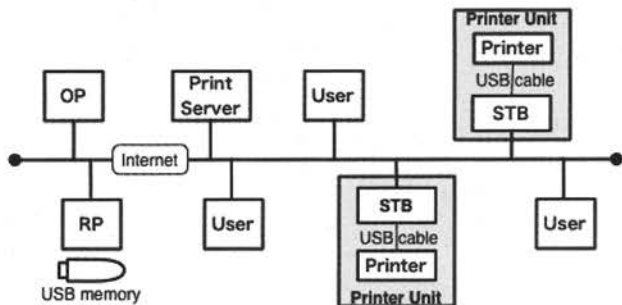 Printer Unit
Printer
USB cable
STB
OP
Print
Server
User
Internet
RP
User
STB
USB cable
Printer
Printer Unit
User
USB memory